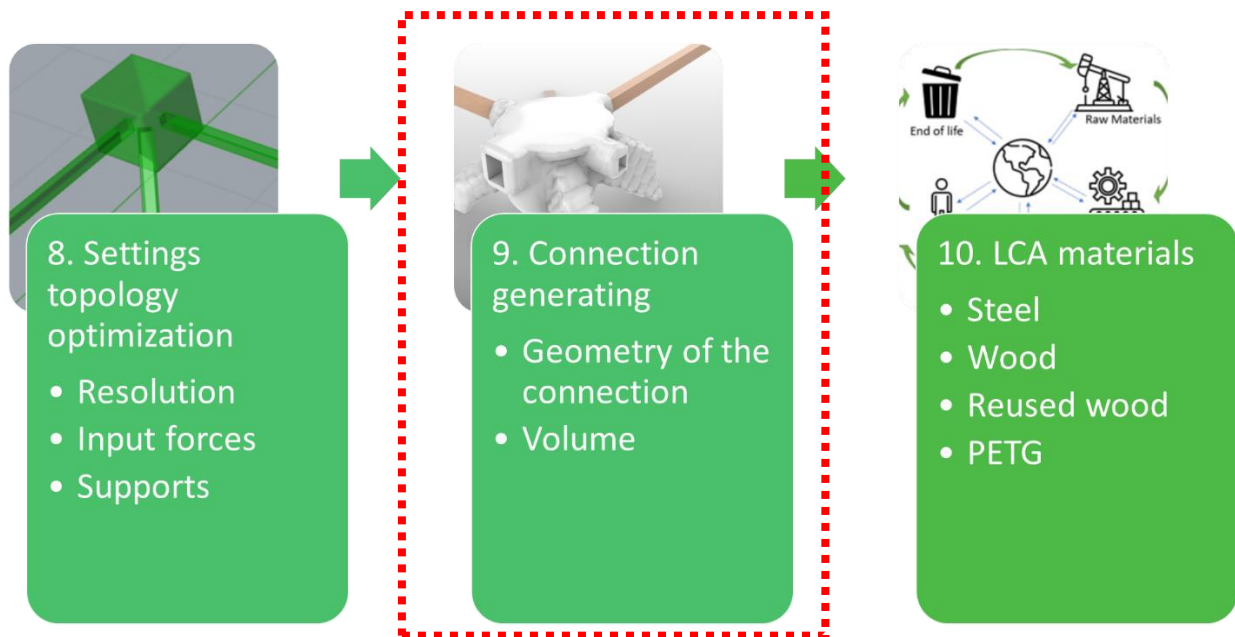 End of life
Raw Materials
8. Settings
topology
optimization
• Resolution
• Input forces
• Supports
9. Connection
generating
• Geometry of the
connection
• Volume
10. LCA materials
• Steel
• Wood
• Reused wood
• PETG